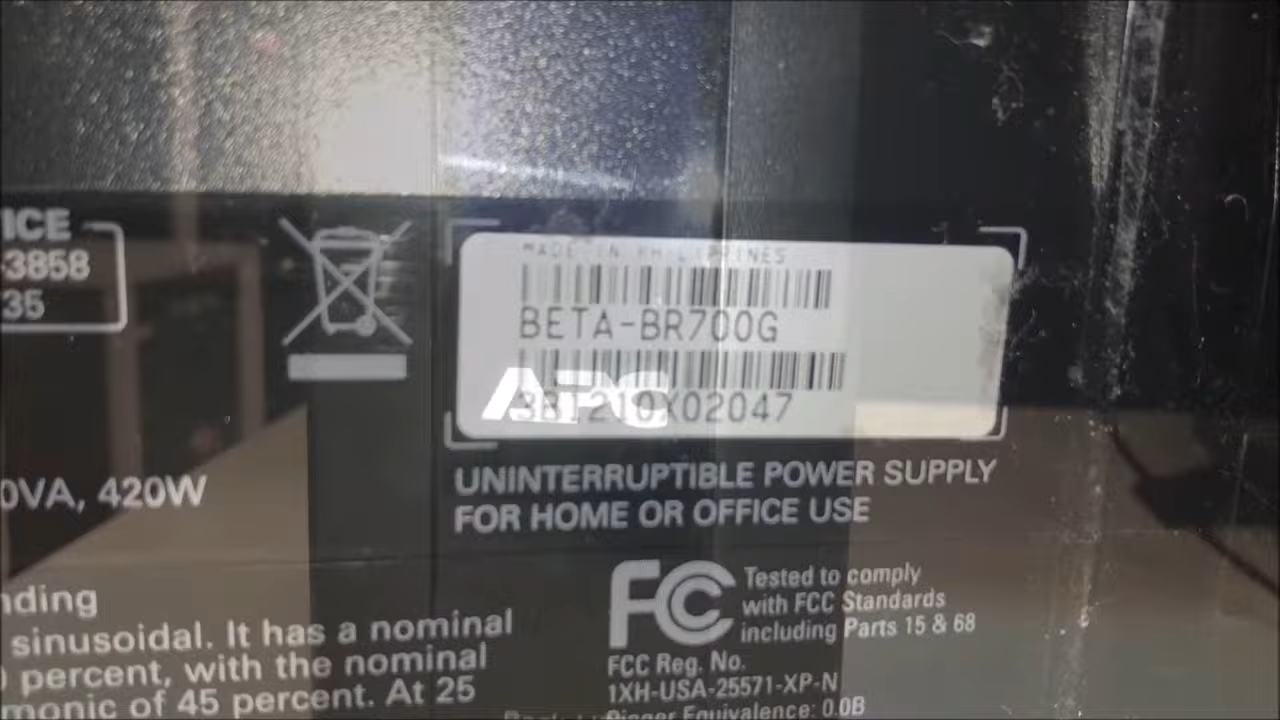 ICE
-3858
35
MADE IN PHILIPPINES
BETA-BR700G
APC
X02047
UNINTERRUPTIBLE POWER SUPPLY
FOR HOME OR OFFICE USE
0VA, 420W
nding
sinusoidal. It has a nominal
percent, with the nominal
monic of 45 percent. At 25
FC Tested to comply
with FCC Standards
including Parts 15 & 68
FCC Reg. No.
1XH-USA-25571-XP-N
Ringer Equivalence: 0.0B